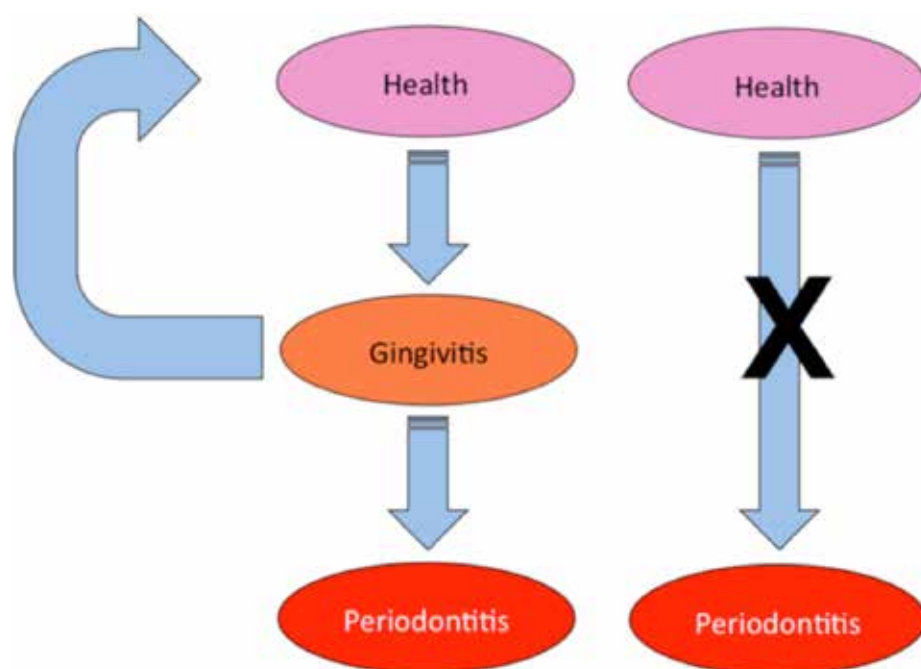 Health
Health
X
Gingivitis
Periodontitis
Periodontitis